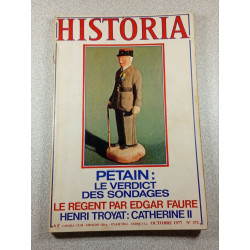 HISTORIA
PETAIN :
LE VERDICT
DES SONDAGES
LE REGENT PAR EDGAR FAURE
HENRI TROYAT : CATHERINE II
OCTOBRE 1977